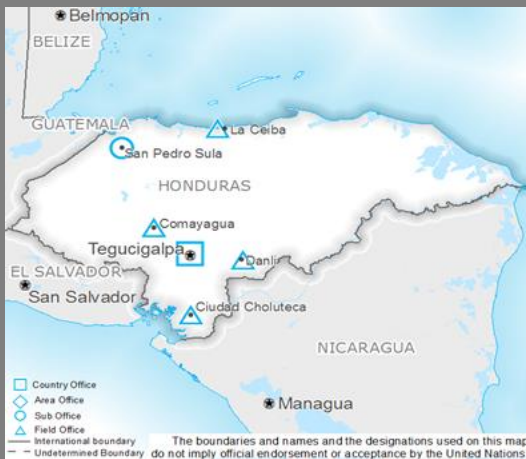 Belmopan
BELIZE
GUATEMALA
La Ceiba
San Pedro Sula
HONDURAS
Comayagua
Tegucigalpa
Danlí
EL SALVADOR
San Salvador
Ciudad Choluteca
NICARAGUA
Managua
Country Office
Area Office
Sub Office
Field Office
International boundary
Undetermined Boundary
The boundaries and names and the designations used on this map
do not imply official endorsement or acceptance by the United Nations.